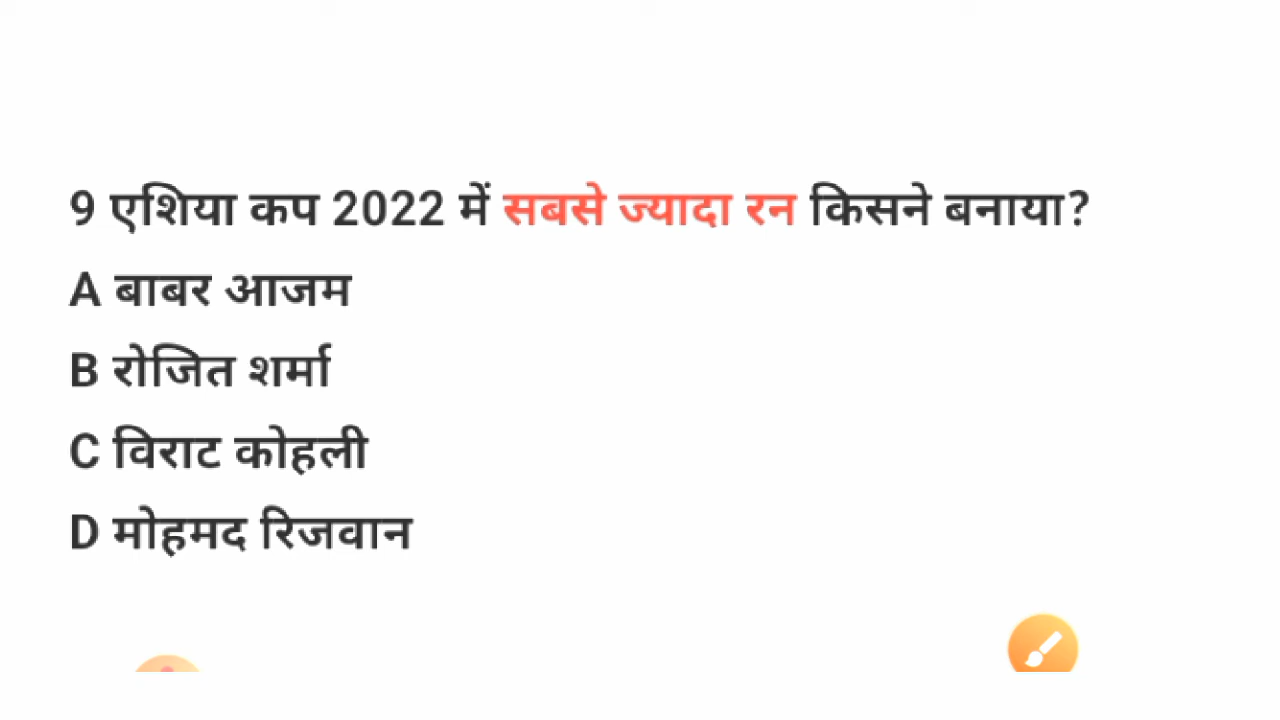 9 एशिया कप 2022 में सबसे ज्यादा रन किसने बनाया?
A बाबर आजम
B रोजित शर्मा
C विराट कोहली
D मोहमद रिजवान